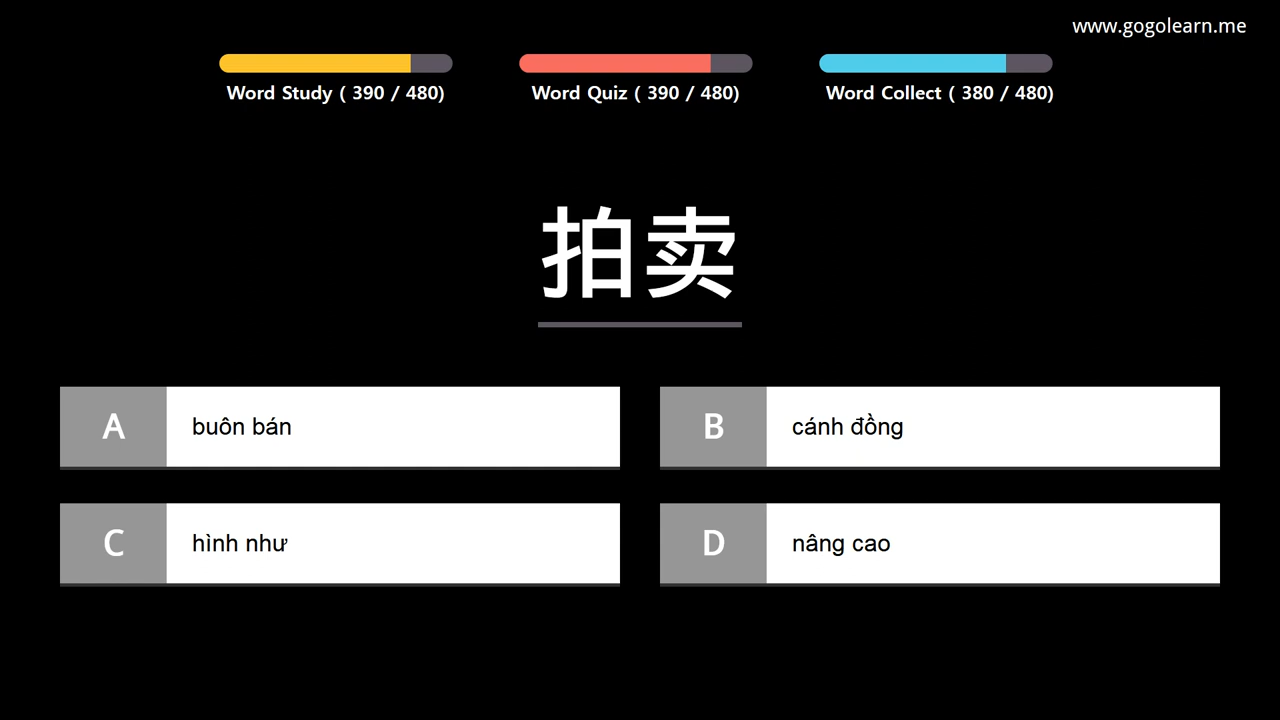 www.gogolearn.me
Word Study ( 390 / 480)
Word Quiz ( 390 / 480)
Word Collect ( 380 / 480)
拍卖
A buôn bán
B cánh đồng
C hình như
D nâng cao